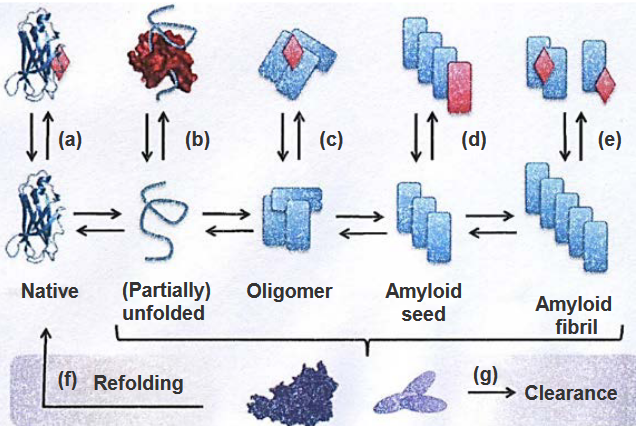 (a)
(b)
(c)
(d)
(e)
Native
(Partially)
unfolded
Oligomer
Amyloid
seed
Amyloid
fibril
(f) Refolding
(g)
Clearance